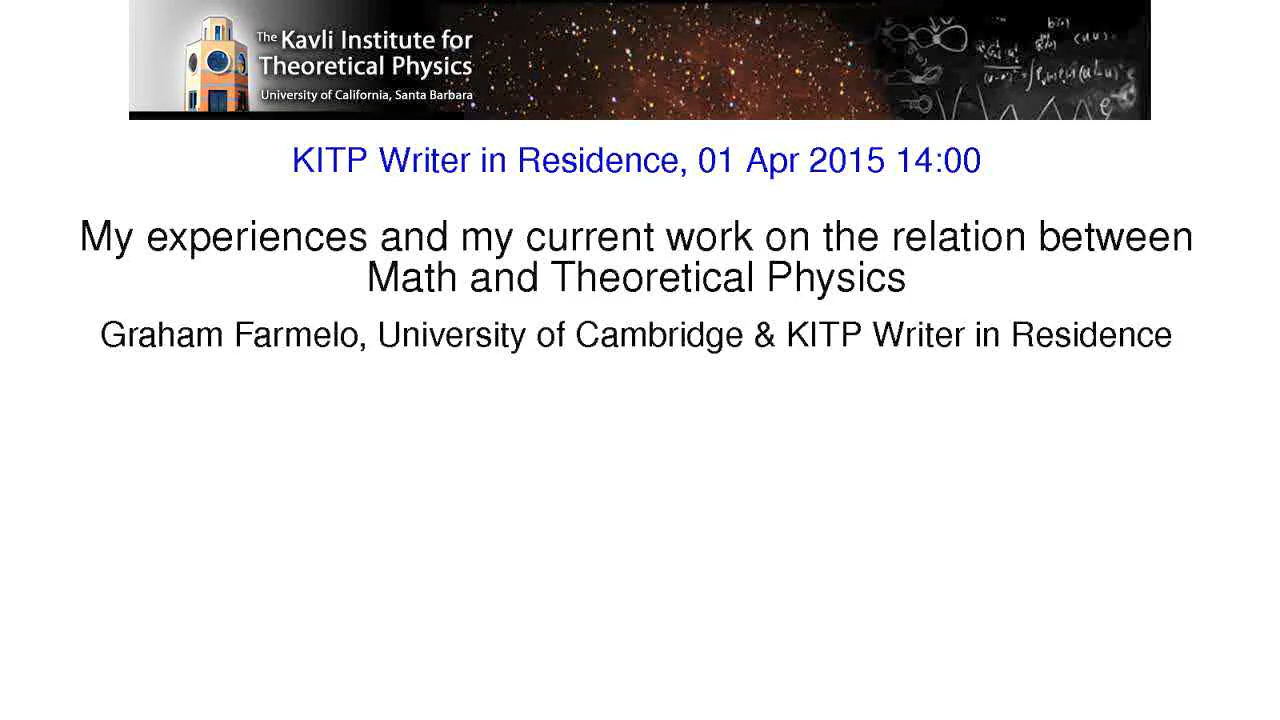 The Kavli Institute for
Theoretical Physics
University of California, Santa Barbara
KITP Writer in Residence, 01 Apr 2015 14:00
My experiences and my current work on the relation between
Math and Theoretical Physics
Graham Farmelo, University of Cambridge & KITP Writer in Residence